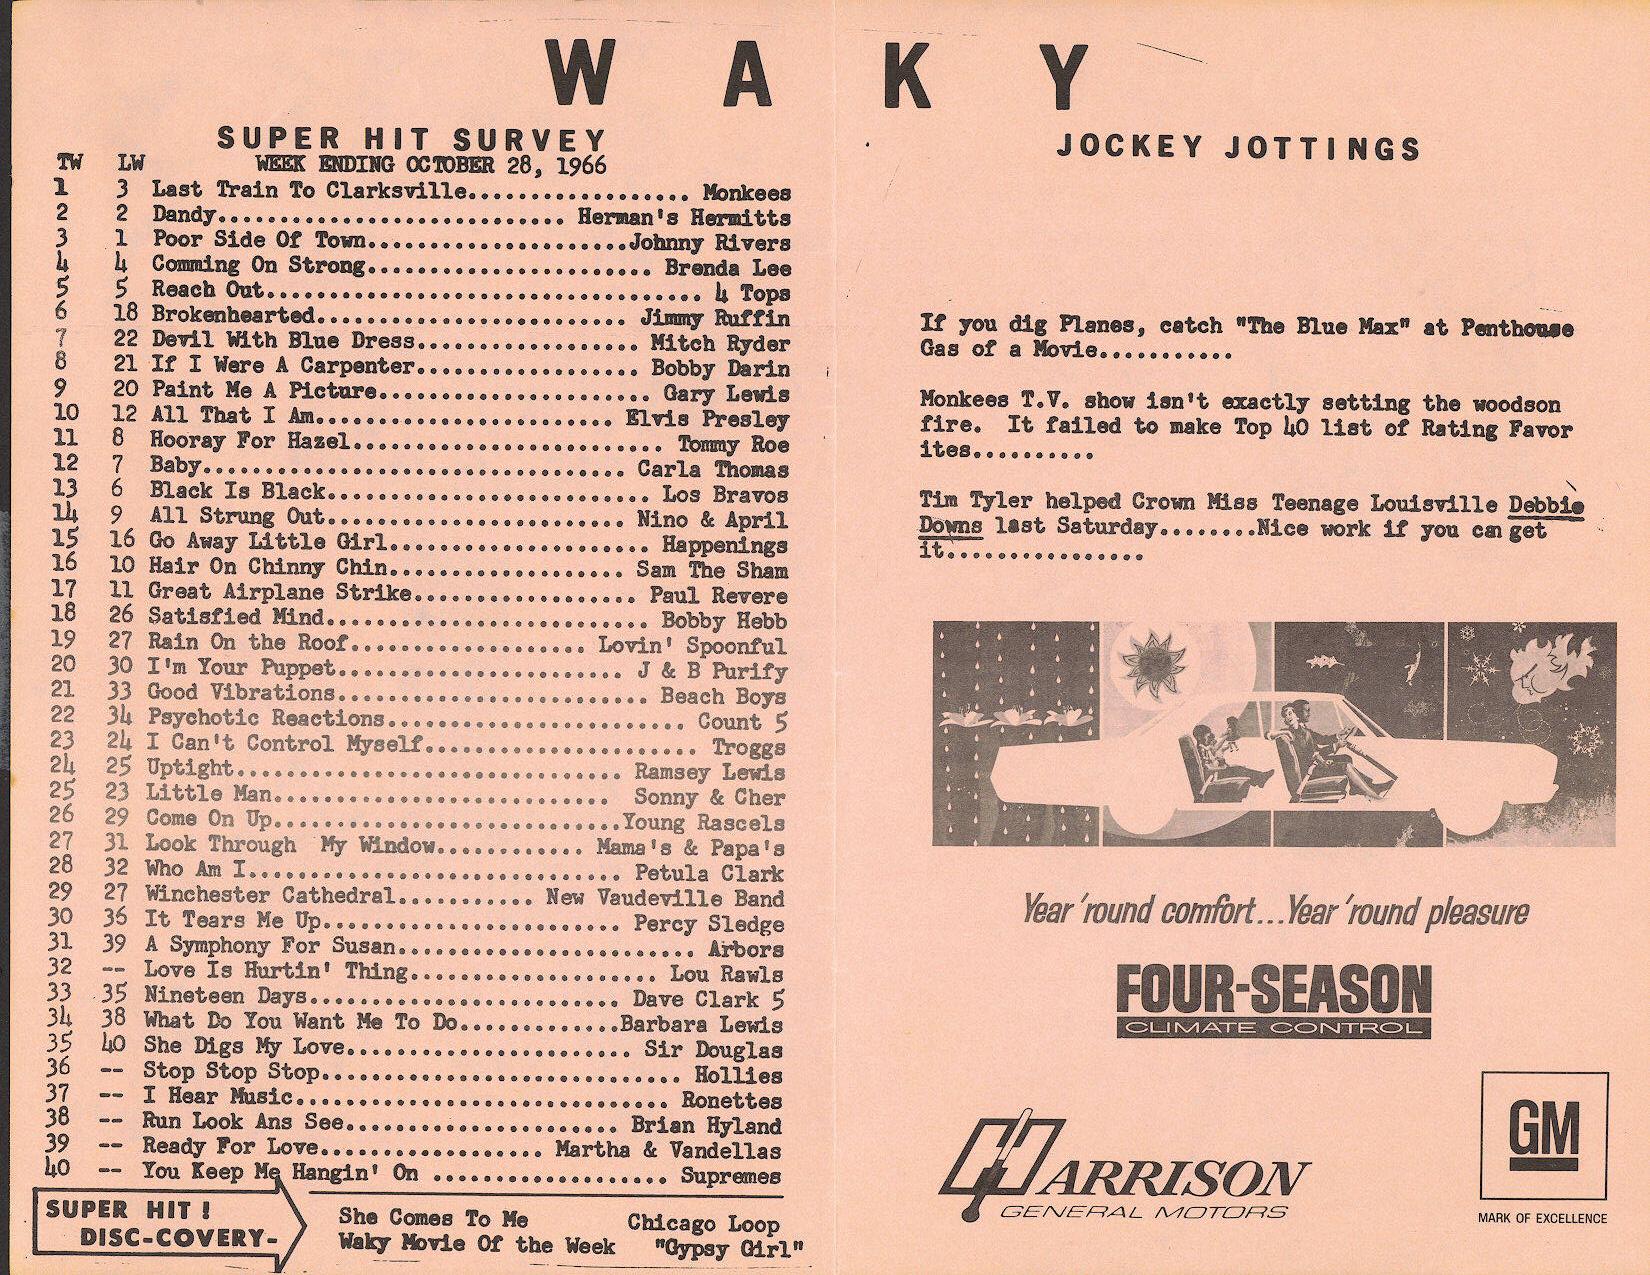 W A K Y
SUPER HIT SURVEY
TW LW WEEK ENDING OCTOBER 28, 1966
1 3 Last Train To Clarksville.................. Monkees
2 2 Dandy............................ Herman's Hermitts
3 1 Poor Side Of Town.....................Johnny Rivers
4 4 Comming On Strong....................... Brenda Lee
5 5 Reach Out................................... 4 Tops
6 18 Brokenhearted......................... Jimmy Ruffin
7 22 Devil With Blue Dress.................. Mitch Ryder
8 21 If I Were A Carpenter.................. Bobby Darin
9 20 Paint Me A Picture...................... Gary Lewis
10 12 All That I Am......................... Elvis Presley
11 8 Hooray For Hazel......................... Tommy Roe
12 7 Baby.................................. Carla Thomas
13 6 Black Is Black.......................... Los Bravos
14 9 All Strung Out........................ Nino & April
15 16 Go Away Little Girl..................... Happenings
16 10 Hair On Chinny Chin................... Sam The Sham
17 11 Great Airplane Strike.................. Paul Revere
18 26 Satisfied Mind.......................... Bobby Hebb
19 27 Rain On the Roof................... Lovin' Spoonful
20 30 I'm Your Puppet....................... J & B Purify
21 33 Good Vibrations......................... Beach Boys
22 34 Psychotic Reactions........................ Count 5
23 24 I Can't Control Myself...................... Troggs
24 25 Uptight............................... Ramsey Lewis
25 23 Little Man........................... Sonny & Cher
26 29 Come On Up............................Young Rascels
27 31 Look Through My Window............ Mama's & Papa's
28 32 Who Am I.............................. Petula Clark
29 27 Winchester Cathedral........... New Vaudeville Band
30 36 It Tears Me Up........................ Percy Sledge
31 39 A Symphony For Susan........................ Arbors
32 -- Love Is Hurtin' Thing.................... Lou Rawls
33 35 Nineteen Days......................... Dave Clark 5
34 38 What Do You Want Me To Do.............Barbara Lewis
35 40 She Digs My Love....................... Sir Douglas
36 -- Stop Stop Stop............................. Hollies
37 -- I Hear Music.............................. Ronettes
38 -- Run Look Ans See...................... Brian Hyland
39 -- Ready For Love.................. Martha & Vandellas
40 -- You Keep Me Hangin' On ................... Supremes
SUPER HIT!
DISC-COVERY-
She Comes To Me Chicago Loop
Waky Movie Of the Week "Gypsy Girl"
JOCKEY JOTTINGS
If you dig Planes, catch "The Blue Max" at Penthouse
Gas of a Movie...........
Monkees T.V. show isn't exactly setting the woodson
fire. It failed to make Top 40 list of Rating Favor
ites..........
Tim Tyler helped Crown Miss Teenage Louisville Debbie
Downs last Saturday........Nice work if you can get
it................
Year 'round comfort...Year 'round pleasure
FOUR-SEASON
CLIMATE CONTROL
HARRISON
GENERAL MOTORS
GM
MARK OF EXCELLENCE